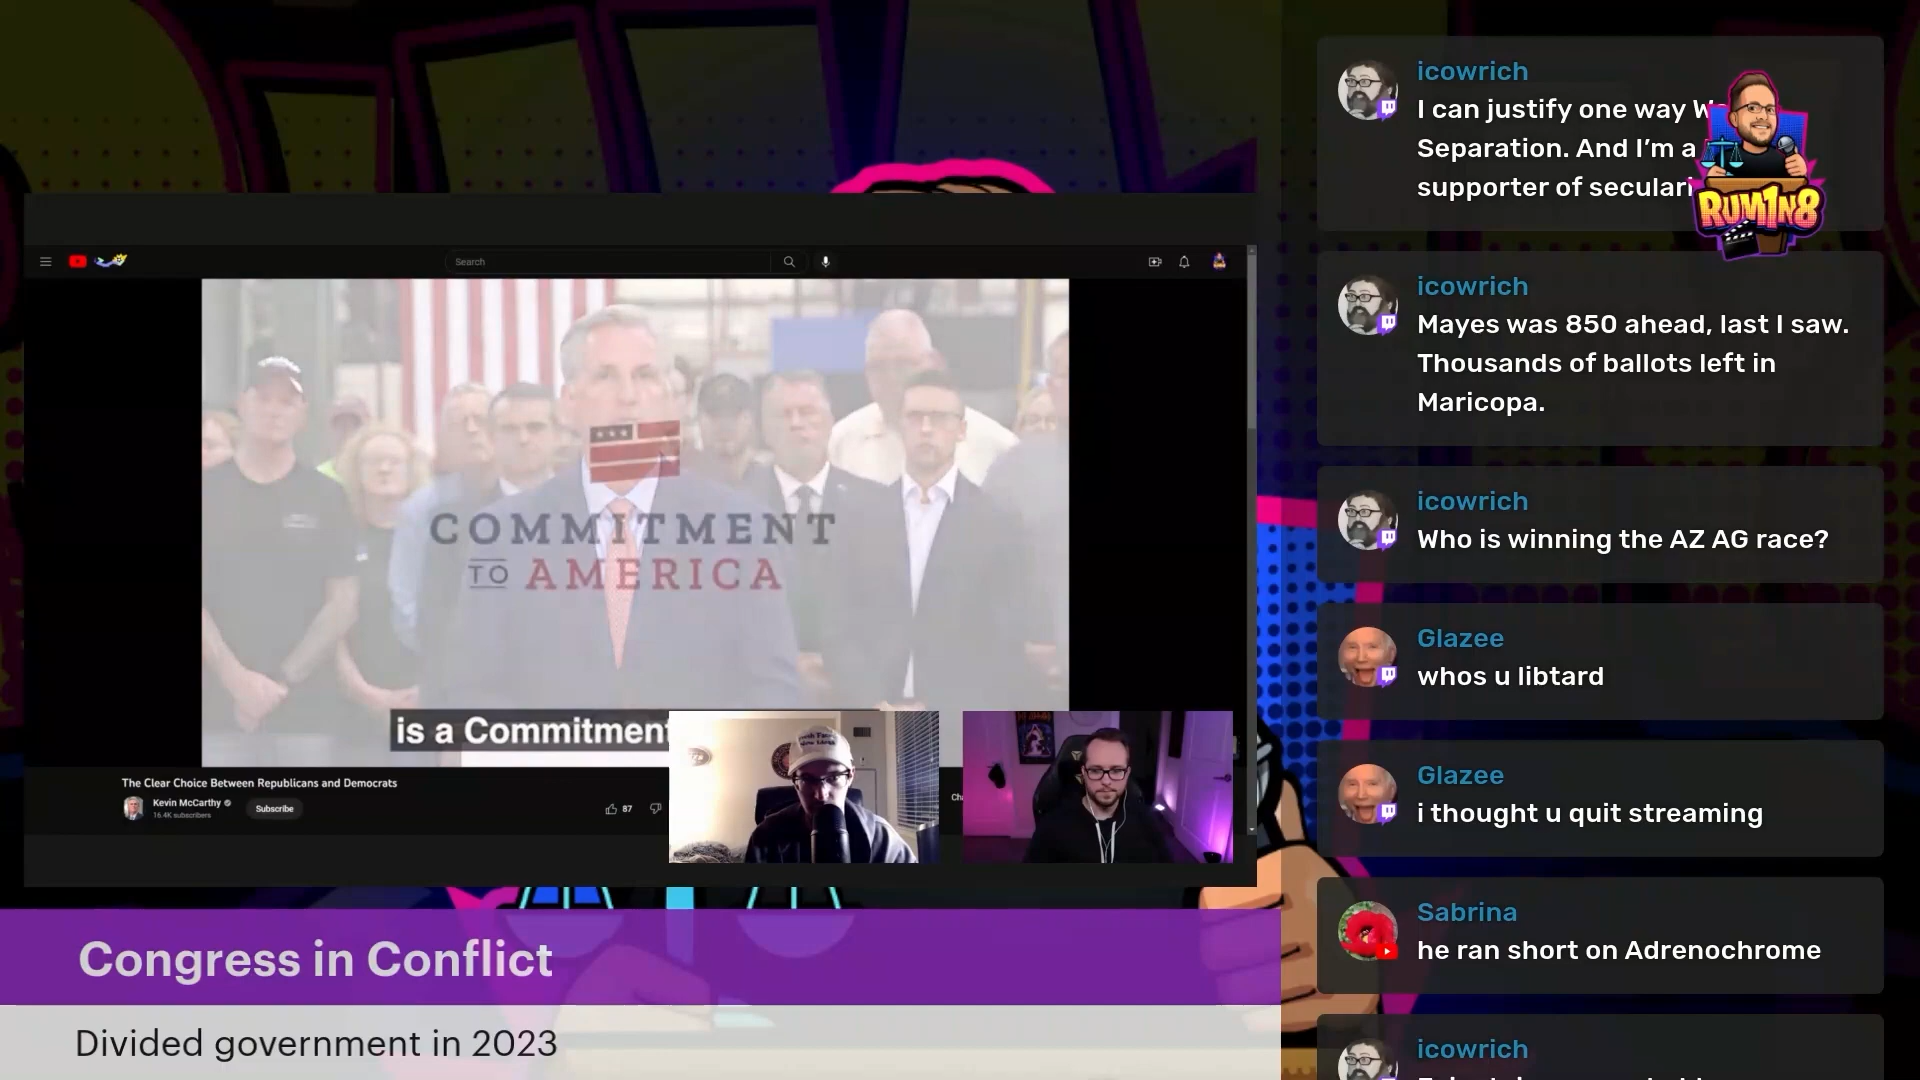 Search
COMMITMENT
TO AMERICA
is a Commitment
The Clear Choice Between Republicans and Democrats
Kevin McCarthy
16.4K subscribers
Subscribe
87
Congress in Conflict
Divided government in 2023
icowrich
I can justify one way
Separation. And I'm a
supporter of
RUM1N8
icowrich
Mayes was 850 ahead, last I saw.
Thousands of ballots left in
Maricopa.
icowrich
Who is winning the AZ AG race?
Glazee
whos u libtard
Glazee
i thought u quit streaming
Sabrina
he ran short on Adrenochrome
icowrich